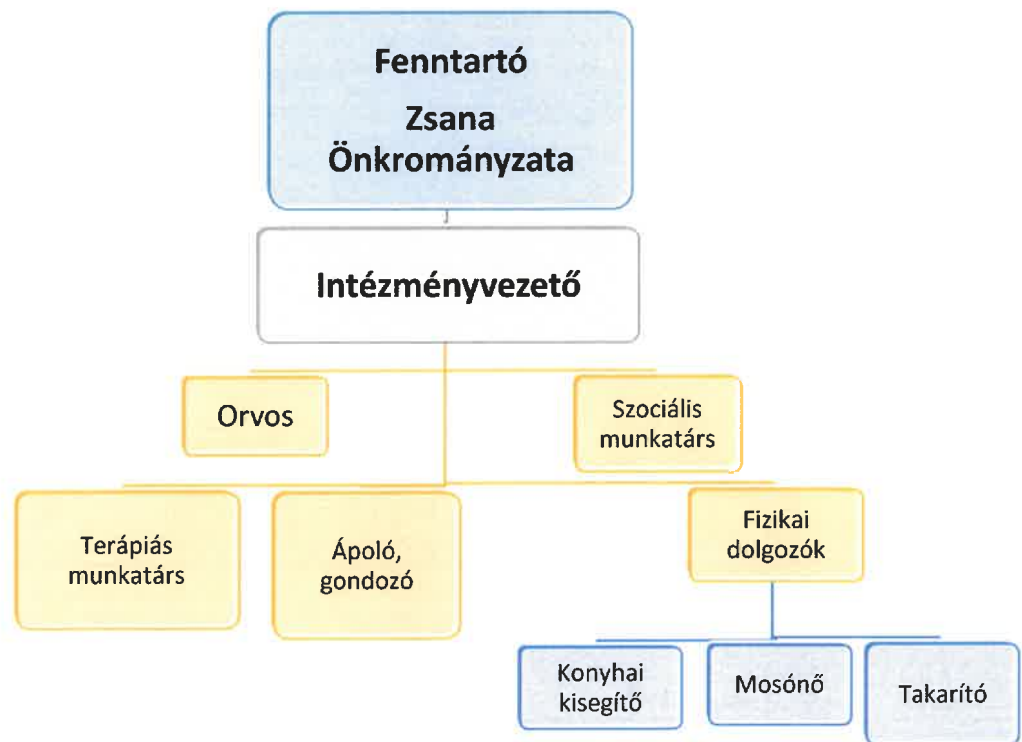 Fenntartó
Zsana
Önkrományzata
Intézményvezető
Orvos
Szociális
munkatárs
Terápiás
munkatárs
Ápoló,
gondozó
Fizikai
dolgozók
Konyhai
kisegítő
Mosónő
Takarító